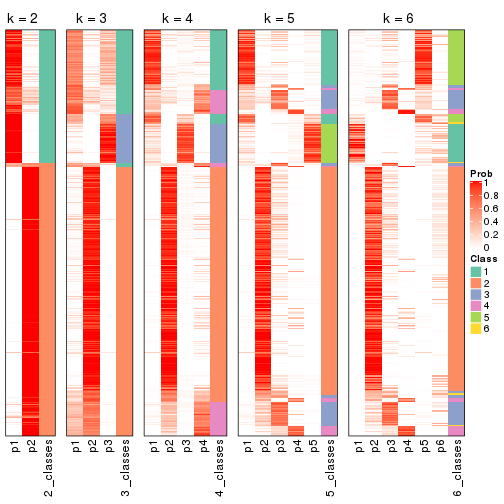 k = 2
k = 3
k = 4
k = 5
k = 6
p1
p2
2_classes
p1
p2
p3
3_classes
p1
p2
p3
p4
4_classes
p1
p2
p3
p4
p5
5_classes
p1
p2
p3
p4
p5
p6
6_classes
Prob
1
0.8
0.6
0.4
0.2
0
Class
1
2
3
4
5
6